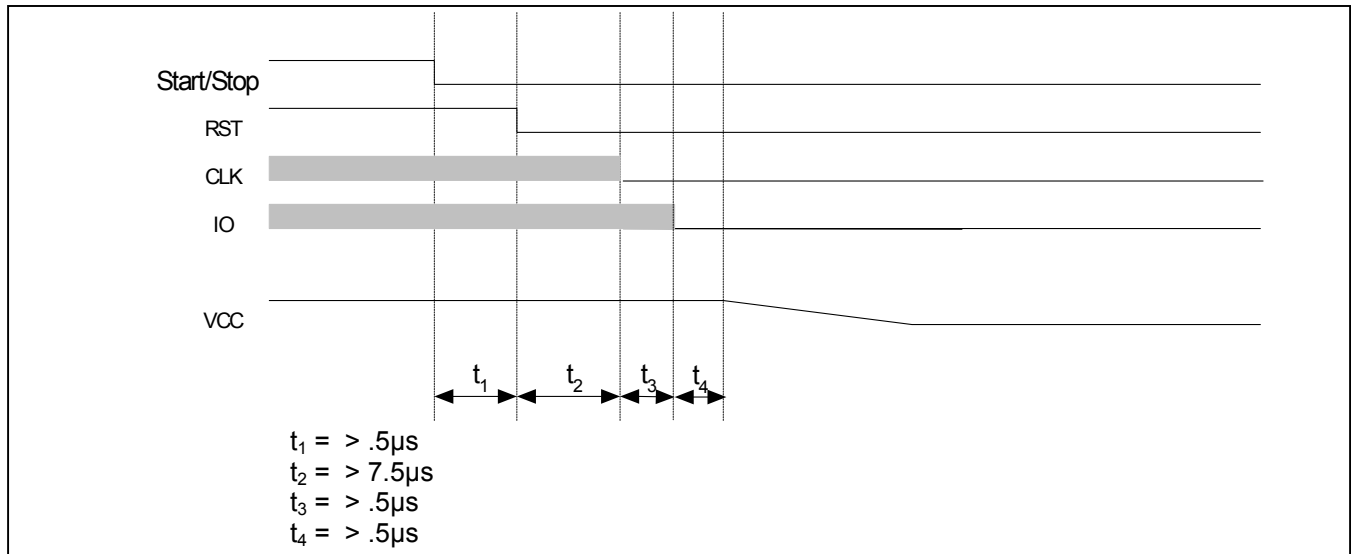 Start/Stop
RST
CLK
IO
VCC
t₁ t₂ t₃ t₄
t₁ = > .5µs
t₂ = > 7.5µs
t₃ = > .5µs
t₄ = > .5µs